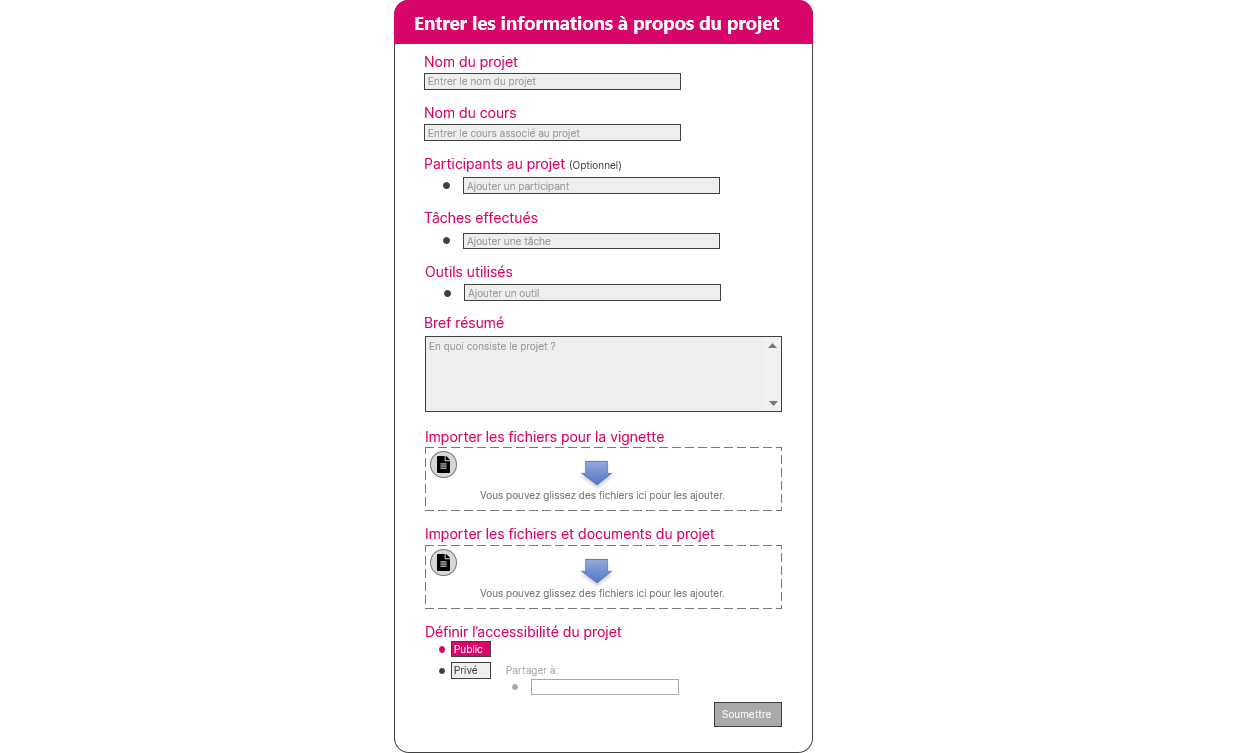 Entrer les informations à propos du projet
Nom du projet
Entrer le nom du projet
Nom du cours
Entrer le cours associé au projet
Participants au projet (Optionnel)
Ajouter un participant
Tâches effectués
Ajouter une tâche
Outils utilisés
Ajouter un outil
Bref résumé
En quoi consiste le projet ?
Importer les fichiers pour la vignette
Vous pouvez glissez des fichiers ici pour les ajouter.
Importer les fichiers et documents du projet
Vous pouvez glissez des fichiers ici pour les ajouter.
Définir l’accessibilité du projet
Public
Privé Partager à:
Soumettre